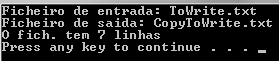 Ficheiro de entrada: ToWrite.txt
Ficheiro de saida: CopyToWrite.txt
O fich. tem 7 linhas
Press any key to continue . . .